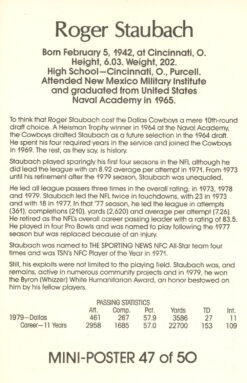 Roger Staubach
Born February 5, 1942, at Cincinnati, O.
Height, 6.03. Weight, 202.
High School—Cincinnati, O., Purcell.
Attended New Mexico Military Institute
and graduated from United States
Naval Academy in 1965.
To think that Roger Staubach cost the Dallas Cowboys a mere 10th-round
draft choice. A Heisman Trophy winner in 1964 at the Naval Academy,
the Cowboys drafted Staubach as a future selection in the 1964 draft.
He spent his four required years in the service and joined the Cowboys
in 1969. The rest, as they say, is history.
Staubach played sparingly his first four seasons in the NFL although he
did lead the league with an 8.92 average per attempt in 1971. From 1973
until his retirement after the 1979 season, Staubach was unequaled.
He led all league passers three times in the overall rating, in 1973, 1978
and 1979. Staubach led the NFL twice in touchdowns, with 23 in 1973
and with 18 in 1977. In that '77 season, he led the league in attempts
(361), completions (210), yards (2,620) and average per attempt (7.26).
He retired as the NFL's overall career passing leader with a rating of 83.5.
He played in four Pro Bowls and was named to play following the 1977
season but was replaced because of an injury.
Staubach was named to THE SPORTING NEWS NFC All-Star team four
times and was TSN's NFC Player of the Year in 1971.
Still, his exploits were not limited to the playing field. Staubach was, and
remains, active in numerous community projects and in 1979, he won
the Byron (Whizzer) White Humanitarian Award, an honor bestowed on
him by his fellow players.
PASSING STATISTICS
Att. Comp. Pct. Yards TD Int.
1979—Dallas 461 267 57.9 3586 27 11
Career—11 Years 2958 1685 57.0 22700 153 109
MINI-POSTER 47 of 50